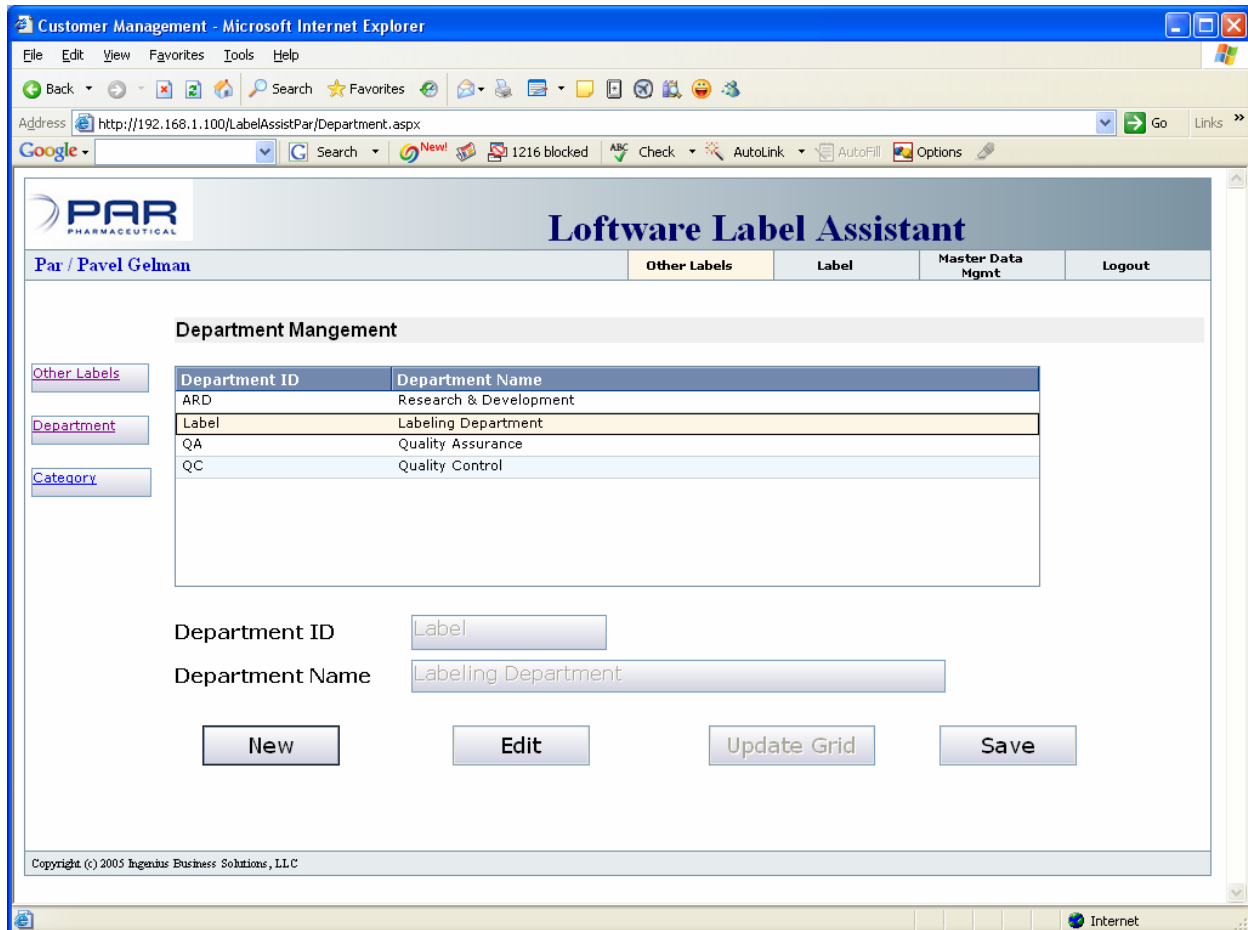 Customer Management - Microsoft Internet Explorer
File Edit View Favorites Tools Help
Back Search Favorites
Address http://192.168.1.100/LabelAssistPar/Department.aspx Go Links »
Google Search New! 1216 blocked ABC Check AutoLink AutoFill Options
PAR
PHARMACEUTICAL
Loftware Label Assistant
Par / Pavel Gelman Other Labels Label Master Data Mgmt Logout
Department Mangement
Other Labels
Department
Category
Department ID Department Name
ARD Research & Development
Label Labeling Department
QA Quality Assurance
QC Quality Control
Department ID Label
Department Name Labeling Department
New Edit Update Grid Save
Copyright (c) 2005 Ingenius Business Solutions, LLC
Internet